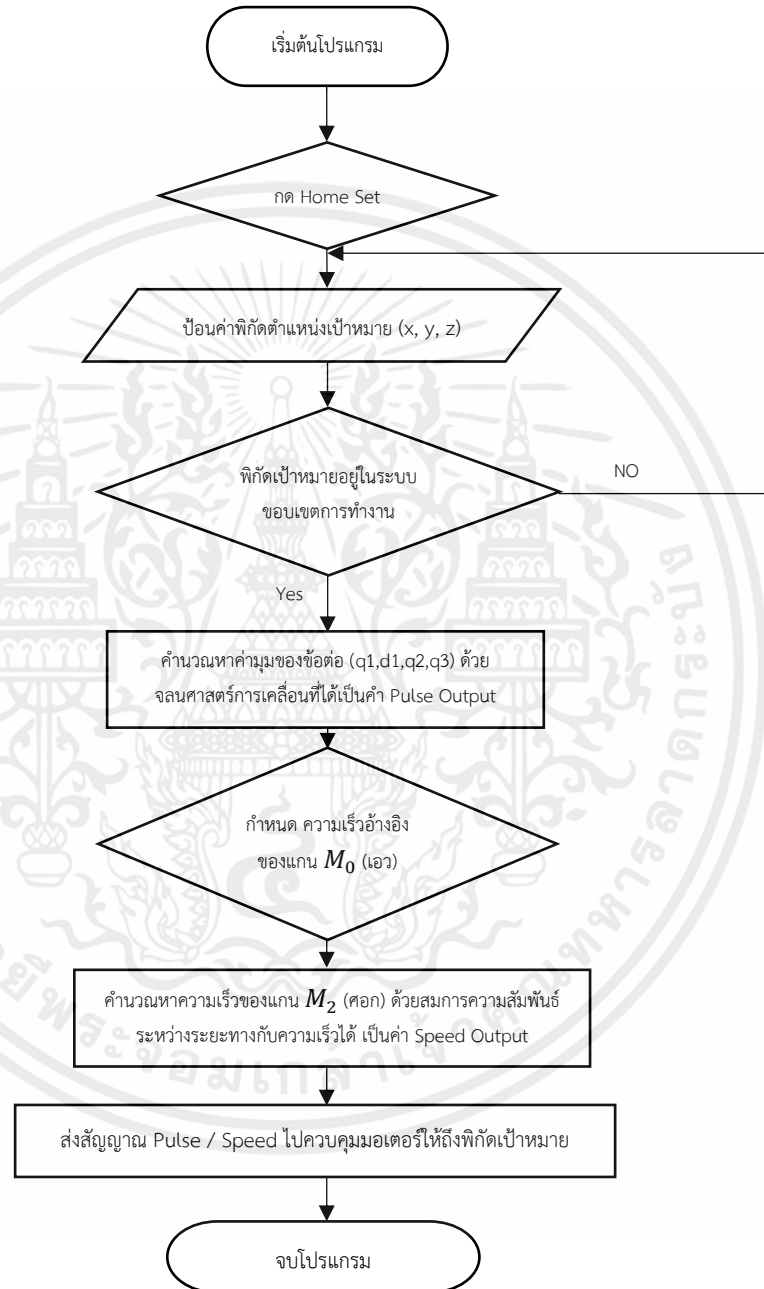 เริ่มต้นโปรแกรม
กด Home Set
ป้อนค่าพิกัดตำแหน่งเป้าหมาย (x, y, z)
พิกัดเป้าหมายอยู่ในระบบ
ขอบเขตการทำงาน
NO
Yes
คำนวณหาค่ามุมของข้อต่อ (q1,d1,q2,q3) ด้วย
จลนศาสตร์การเคลื่อนที่ได้เป็นคำ Pulse Output
กำหนด ความเร็วอ้างอิง
ของแกน M₀ (เอว)
คำนวณหาความเร็วของแกน M₂ (ศอก) ด้วยสมการความสัมพันธ์
ระหว่างระยะทางกับความเร็วได้ เป็นค่า Speed Output
ส่งสัญญาณ Pulse / Speed ไปควบคุมมอเตอร์ให้ถึงพิกัดเป้าหมาย
จบโปรแกรม